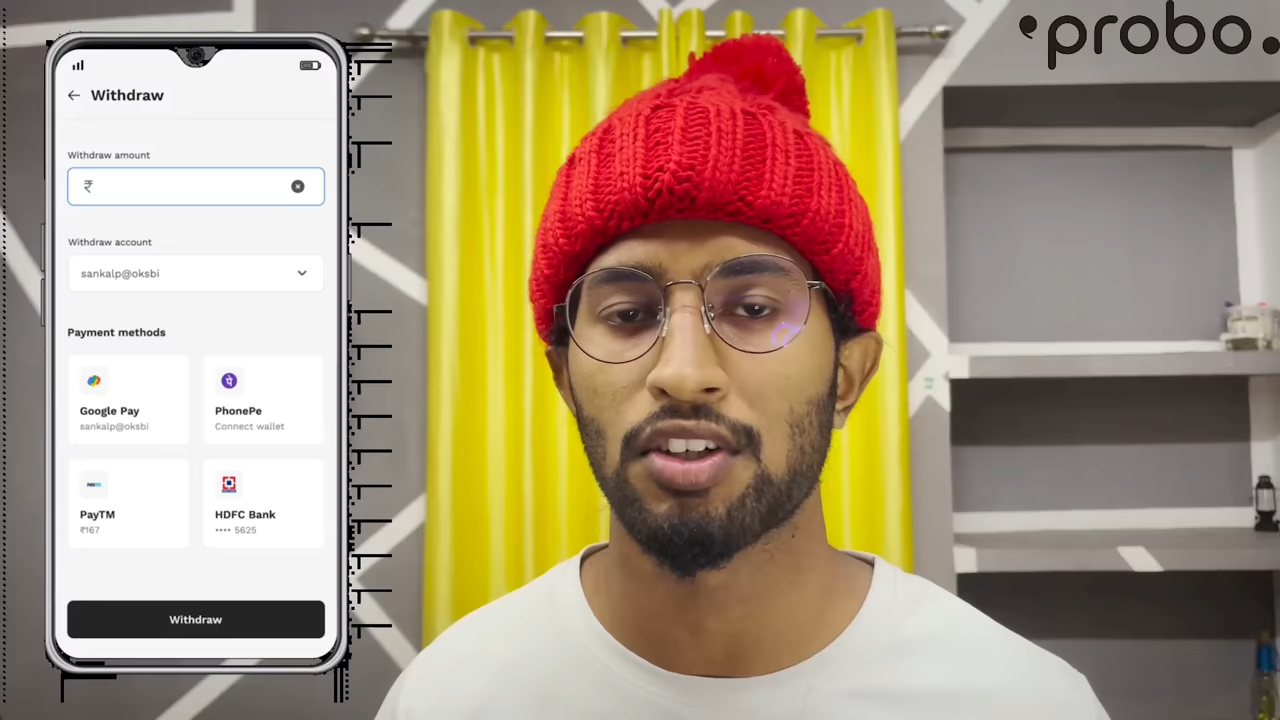 probo.
Withdraw
Withdraw amount
₹
Withdraw account
sankalp@oksbi
Payment methods
Google Pay
sankalp@oksbi
PhonePe
Connect wallet
PayTM
₹167
HDFC Bank
•••• 5625
Withdraw